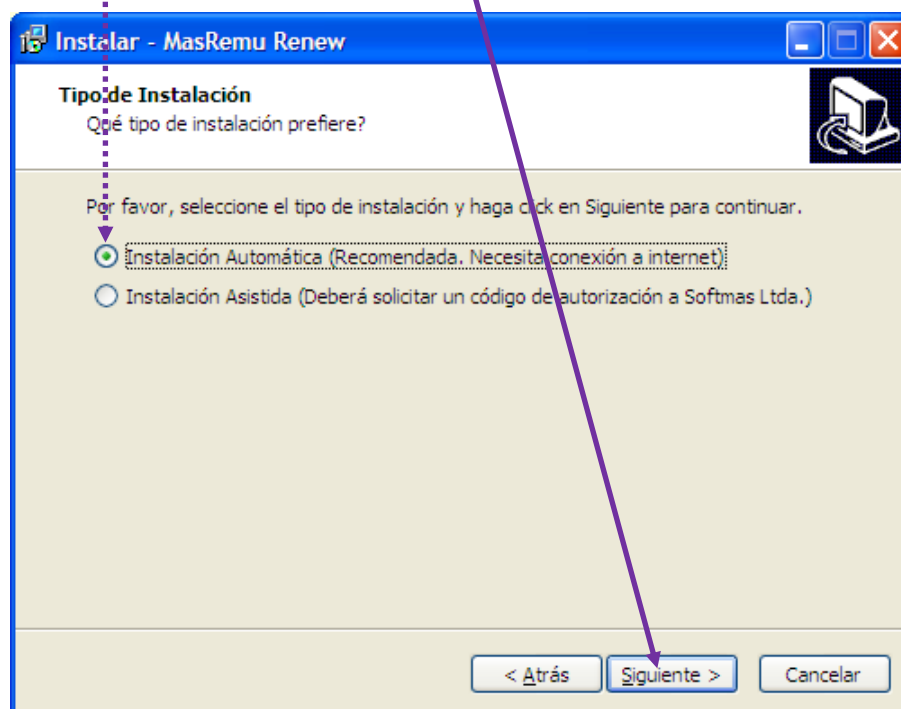 Instalar - MasRemu Renew
Tipo de Instalación
Qué tipo de instalación prefiere?
Por favor, seleccione el tipo de instalación y haga click en Siguiente para continuar.
Instalación Automática (Recomendada. Necesita conexión a internet)
Instalación Asistida (Deberá solicitar un código de autorización a Softmas Ltda.)
< Atrás
Siguiente >
Cancelar